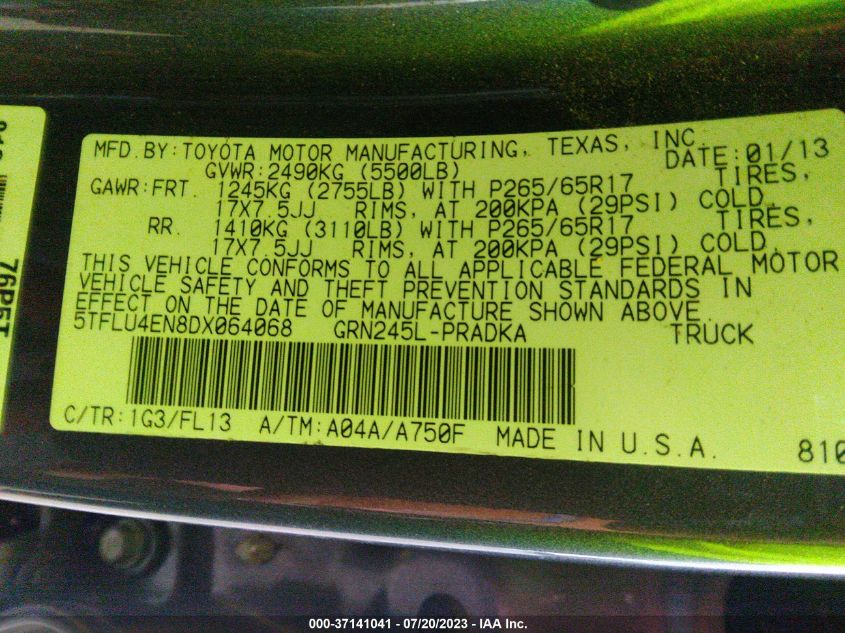 MFD.BY:TOYOTA MOTOR MANUFACTURING, TEXAS, INC.
GVWR:2490KG (5500LB) DATE:01/13
GAWR:FRT. 1245KG (2755LB) WITH P265/65R17 TIRES,
17X7.5JJ RIMS, AT 200KPA (29PSI) COLD.
RR. 1410KG (3110LB) WITH P265/65R17 TIRES,
17X7.5JJ RIMS, AT 200KPA (29PSI) COLD.
THIS VEHICLE CONFORMS TO ALL APPLICABLE FEDERAL MOTOR
VEHICLE SAFETY AND THEFT PREVENTION STANDARDS IN
EFFECT ON THE DATE OF MANUFACTURE SHOWN ABOVE.
5TFLU4EN8DX064068 GRN245L-PRADKA TRUCK
C/TR:1G3/FL13 A/TM:A04A/A750F MADE IN U.S.A. 810
76P5T
000-37141041 - 07/20/2023 - IAA Inc.